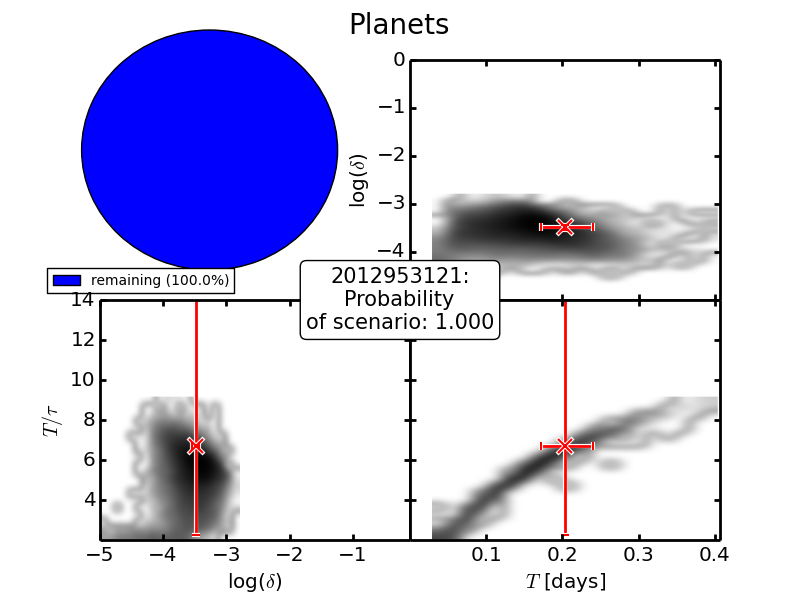 Planets
0
−1
−2
−3
−4
log(δ)
remaining (100.0%)
2012953121:
Probability
of scenario: 1.000
14
12
10
8
6
4
T/τ
−5 −4 −3 −2 −1
log(δ)
0.1 0.2 0.3 0.4
T [days]